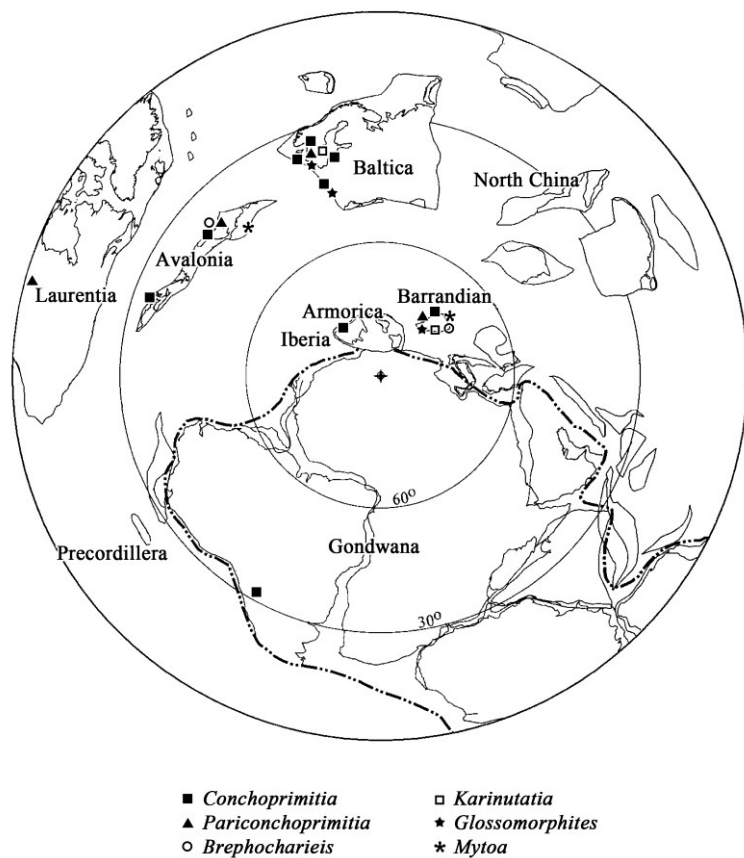 Baltica
North China
Avalonia
Laurentia
Armorica
Barrandian
Iberia
60°
Precordillera
Gondwana
30°
Conchoprimitia
Karinutatia
Pariconchoprimitia
Glossomorphites
Brephocharieis
Mytoa